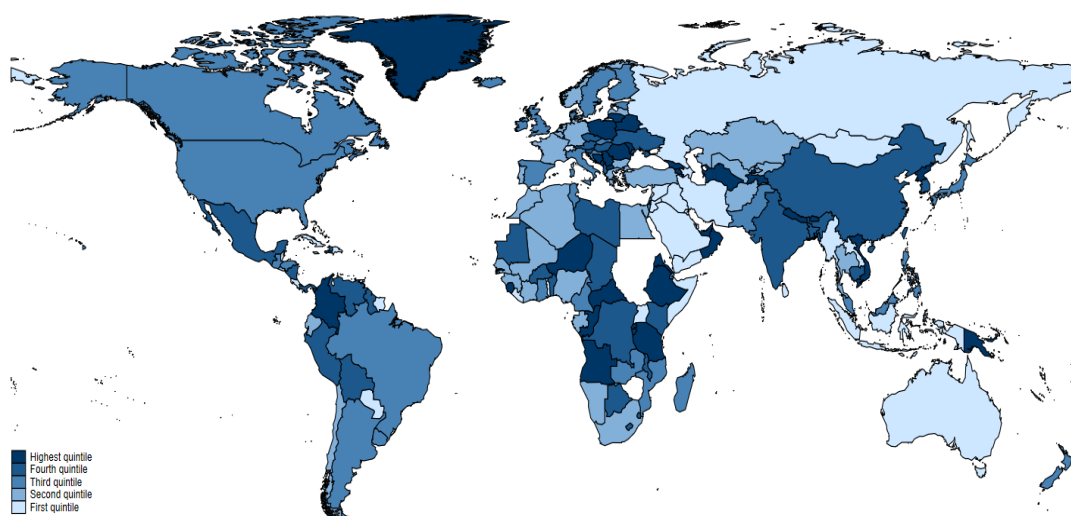 Highest quintile
Fourth quintile
Third quintile
Second quintile
First quintile